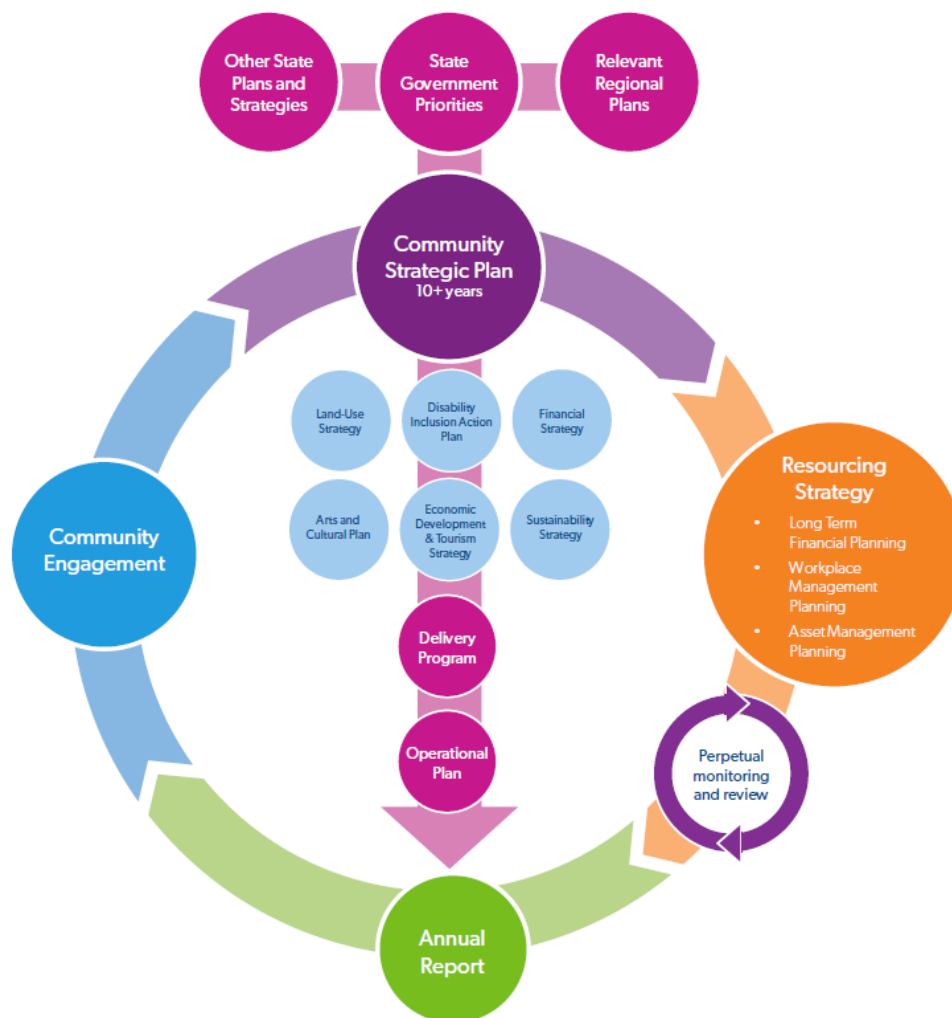 Other State
Plans and
Strategies
State
Government
Priorities
Relevant
Regional
Plans
Community
Strategic Plan
10+ years
Land-Use
Strategy
Disability
Inclusion Action
Plan
Financial
Strategy
Arts and
Cultural Plan
Economic
Development
& Tourism
Strategy
Sustainability
Strategy
Community
Engagement
Resourcing
Strategy
• Long Term
Financial Planning
• Workplace
Management
Planning
• Asset Management
Planning
Delivery
Program
Operational
Plan
Perpetual
monitoring
and review
Annual
Report